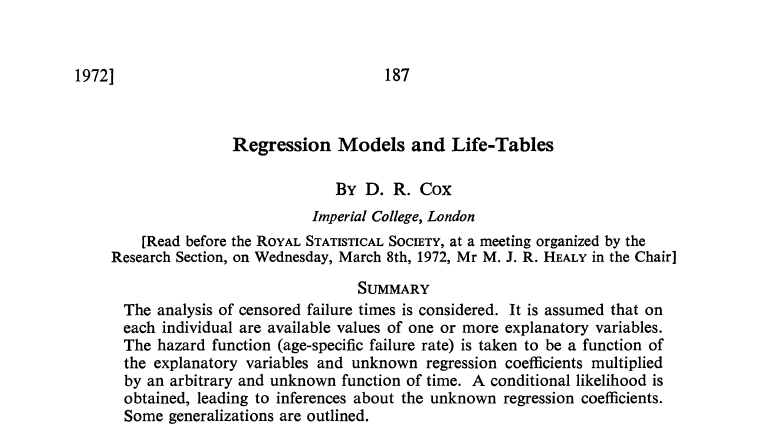 1972] 187
Regression Models and Life-Tables
By D. R. Cox
Imperial College, London
[Read before the Royal Statistical Society, at a meeting organized by the
Research Section, on Wednesday, March 8th, 1972, Mr M. J. R. Healy in the Chair]
Summary
The analysis of censored failure times is considered. It is assumed that on
each individual are available values of one or more explanatory variables.
The hazard function (age-specific failure rate) is taken to be a function of
the explanatory variables and unknown regression coefficients multiplied
by an arbitrary and unknown function of time. A conditional likelihood is
obtained, leading to inferences about the unknown regression coefficients.
Some generalizations are outlined.